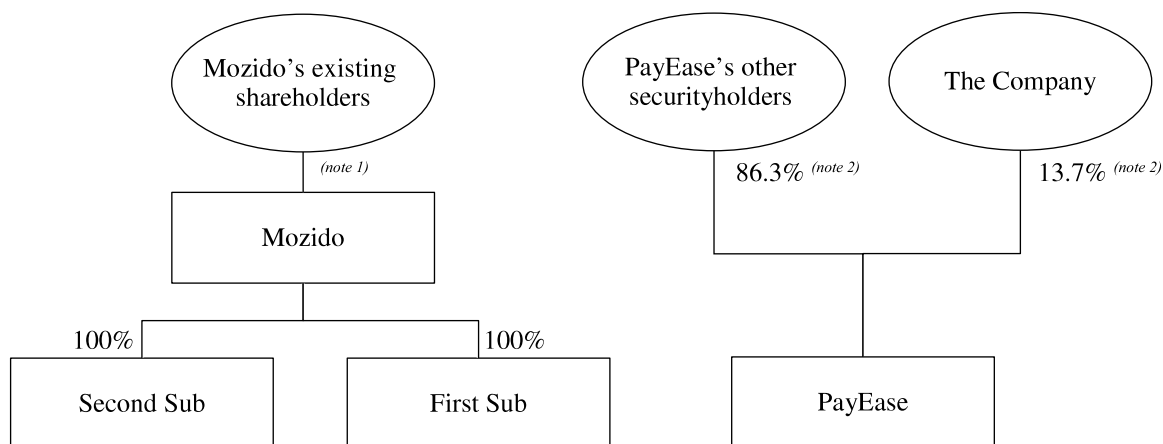 Mozido’s existing
shareholders
PayEase’s other
securityholders
The Company
(note 1)
86.3% (note 2)
13.7% (note 2)
Mozido
100%
100%
Second Sub
First Sub
PayEase